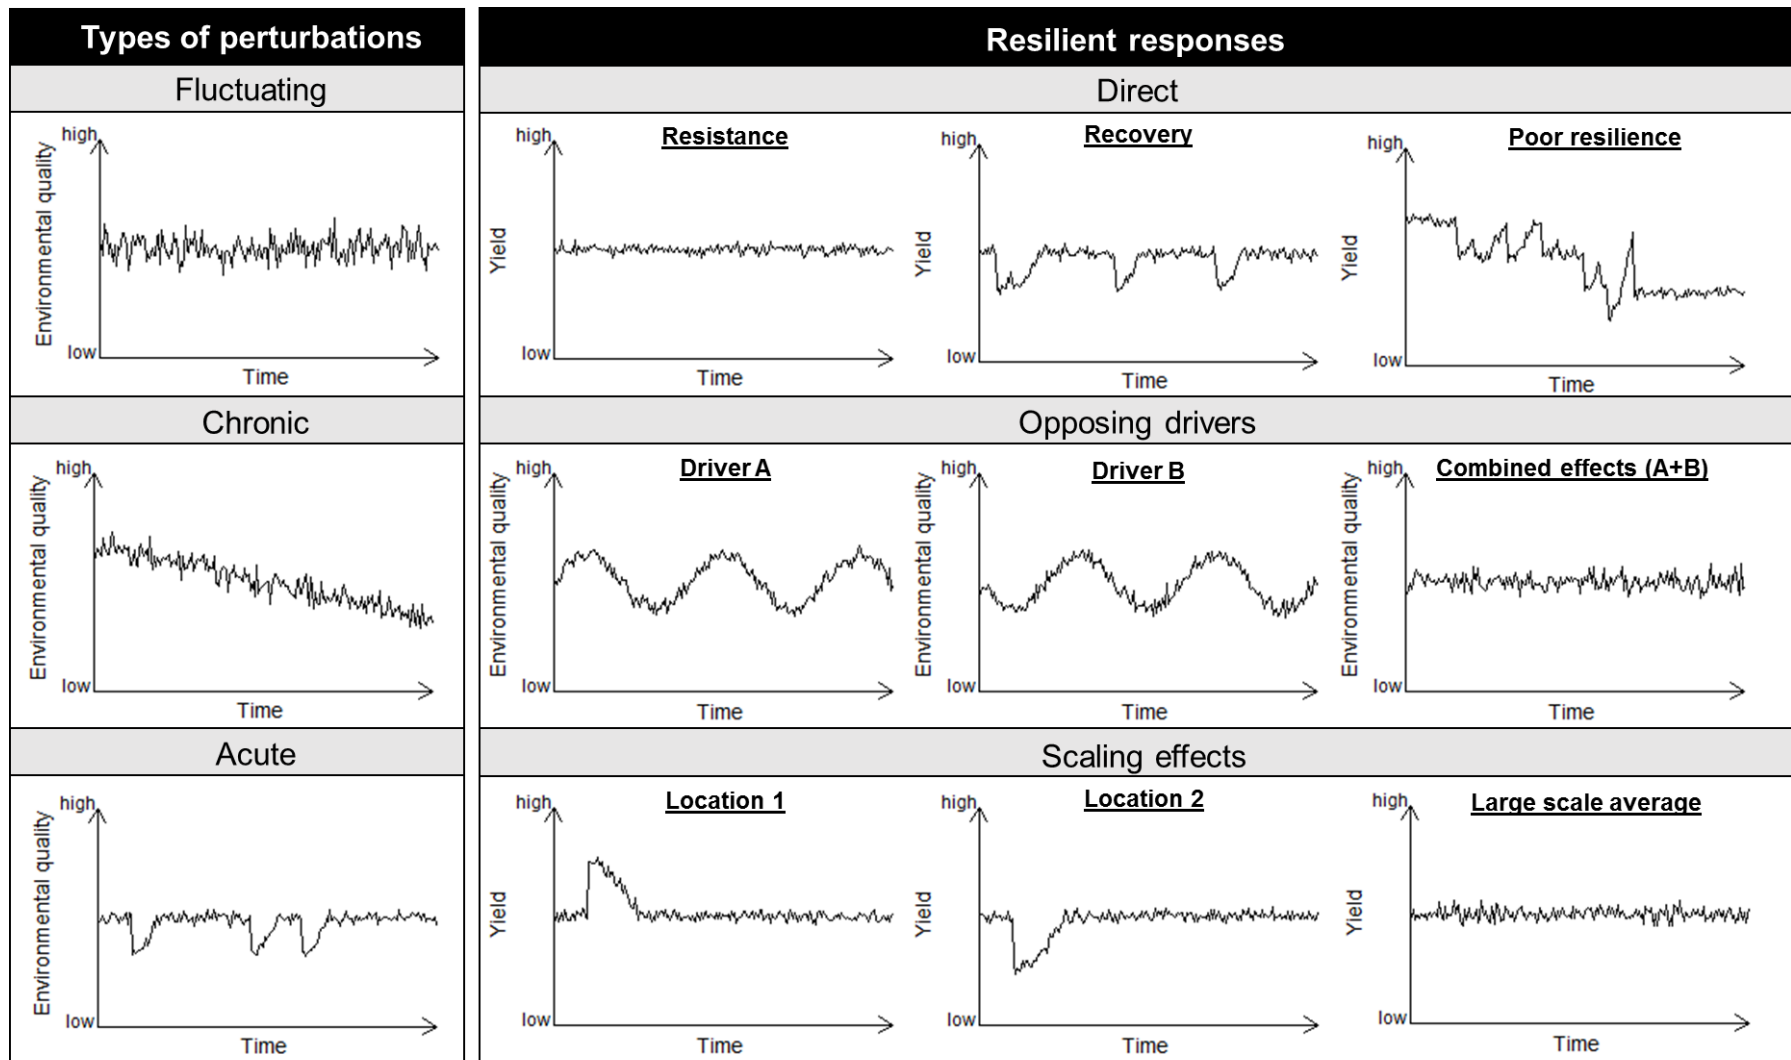 Types of perturbations
Resilient responses
Fluctuating
Direct
high
Environmental quality
low
Time
Resistance
high
Yield
low
Time
Recovery
high
Yield
low
Time
Poor resilience
high
Yield
low
Time
Chronic
Opposing drivers
high
Environmental quality
low
Time
Driver A
high
Environmental quality
low
Time
Driver B
high
Environmental quality
low
Time
Combined effects (A+B)
high
Environmental quality
low
Time
Acute
Scaling effects
high
Environmental quality
low
Time
Location 1
high
Yield
low
Time
Location 2
high
Yield
low
Time
Large scale average
high
Yield
low
Time